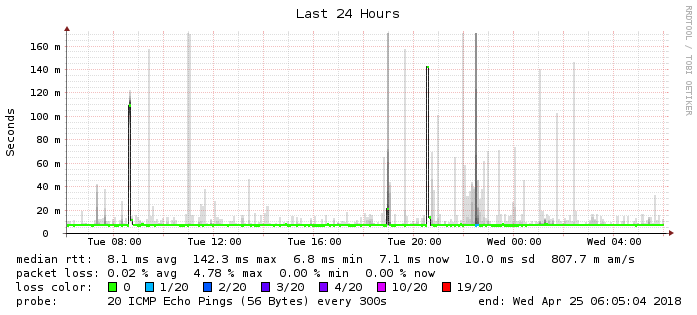 Last 24 Hours
RRDTOOL / TOBI OETIKER
Seconds
160 m
140 m
120 m
100 m
80 m
60 m
40 m
20 m
0
Tue 08:00 Tue 12:00 Tue 16:00 Tue 20:00 Wed 00:00 Wed 04:00
median rtt: 8.1 ms avg 142.3 ms max 6.8 ms min 7.1 ms now 10.0 ms sd 807.7 m am/s
packet loss: 0.02 % avg 4.78 % max 0.00 % min 0.00 % now
loss color: 0 1/20 2/20 3/20 4/20 10/20 19/20
probe: 20 ICMP Echo Pings (56 Bytes) every 300s end: Wed Apr 25 06:05:04 2018